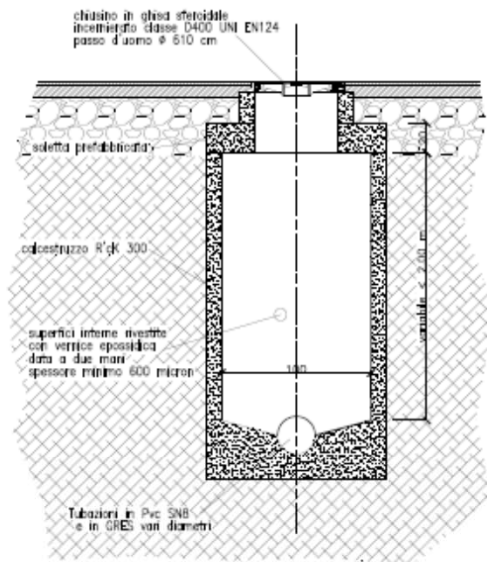 chiusino in ghisa sferoidale
incernierato classe D400 UNI EN124
passo d'uomo ø 610 cm
soletta prefabbricata
calcestruzzo R'cK 300
superfici interne rivestite
con vernice epossidica
data a due mani
spessore minimo 600 micron
100
variabile < 2.00 m
Tubazioni in Pvc SN8
e in GRES vari diametri